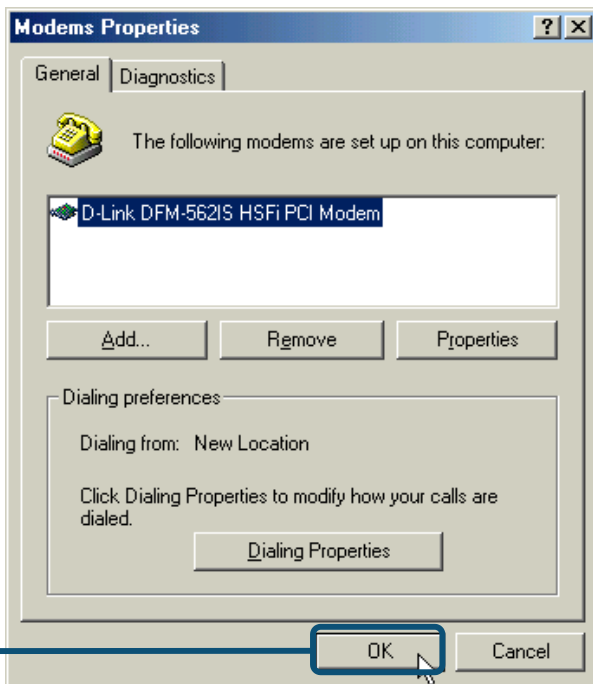 Modems Properties
General Diagnostics
The following modems are set up on this computer:
D-Link DFM-562IS HSFi PCI Modem
Add... Remove Properties
Dialing preferences
Dialing from: New Location
Click Dialing Properties to modify how your calls are
dialed.
Dialing Properties
OK Cancel